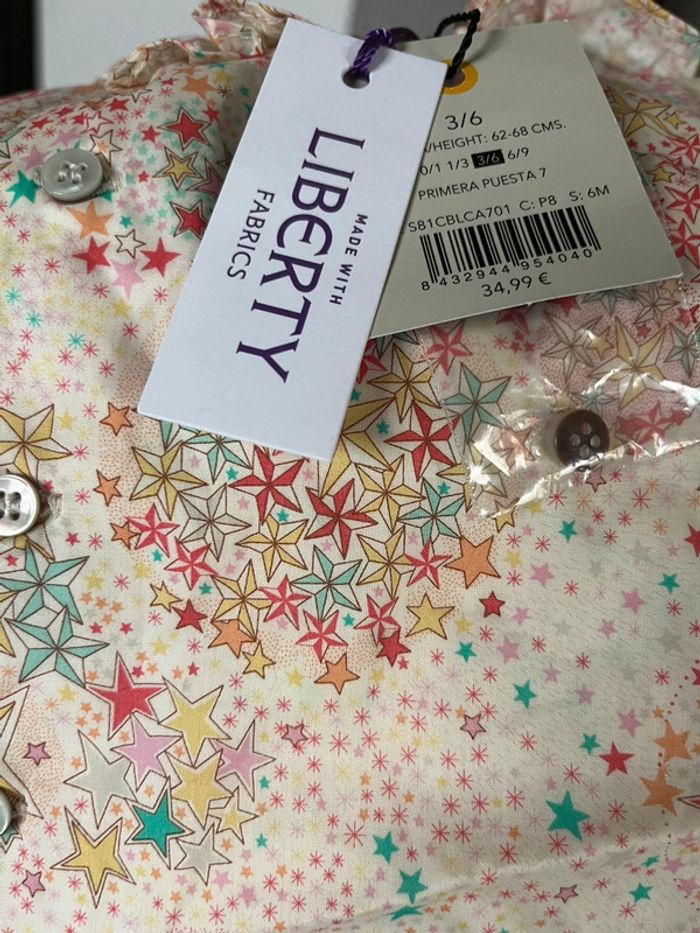 MADE WITH
LIBERTY
FABRICS
3/6
/HEIGHT: 62-68 CMS.
0/1 1/3 3/6 6/9
PRIMERA PUESTA 7
S81CBLCA701 C: P8 S: 6M
8 432944 954040
34,99 €